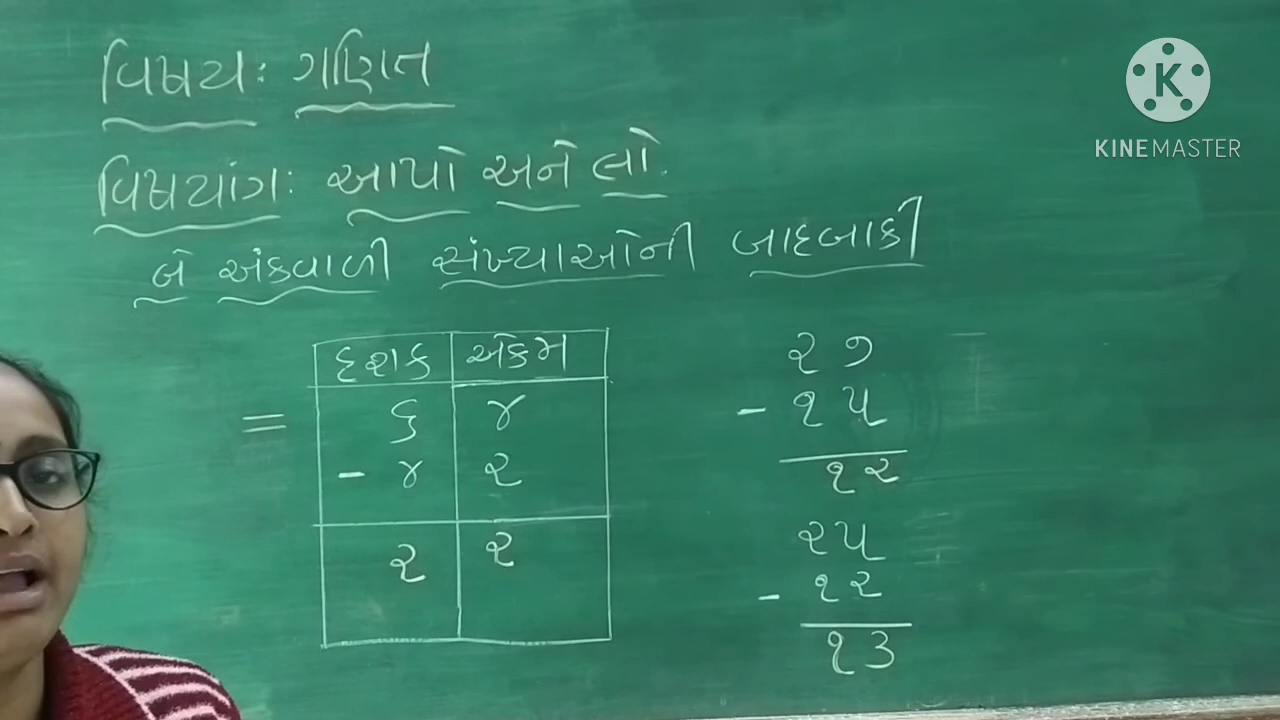 વિષય: ગણિત
વિષયાંગ: આપો અને લો.
બે અંકવાળી સંખ્યાઓની બાદબાકી
દશક એકમ
= ૬ ૪
- ૪ ૨
૨ ૨
૨૭
- ૧૫
૧૨
૨૫
- ૧૨
૧૩
K
KINEMASTER